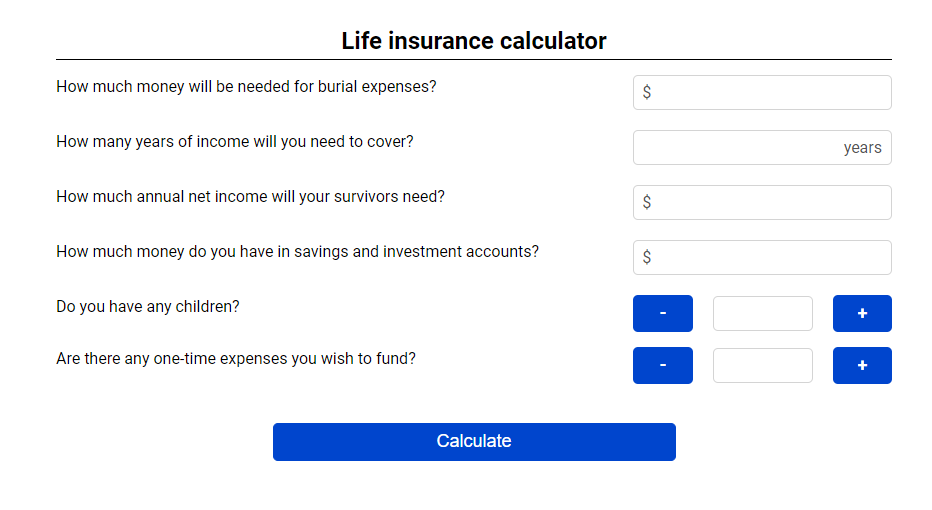 Life insurance calculator
How much money will be needed for burial expenses?
$
How many years of income will you need to cover?
years
How much annual net income will your survivors need?
$
How much money do you have in savings and investment accounts?
$
Do you have any children?
- +
Are there any one-time expenses you wish to fund?
- +
Calculate